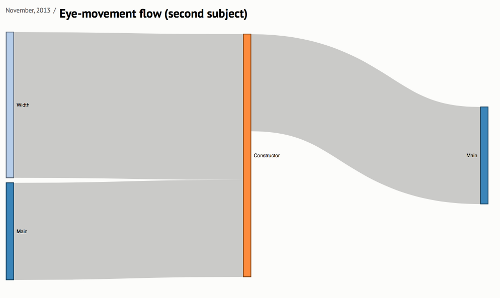 November, 2013 / Eye-movement flow (second subject)
Width
Constructor
Main
Main